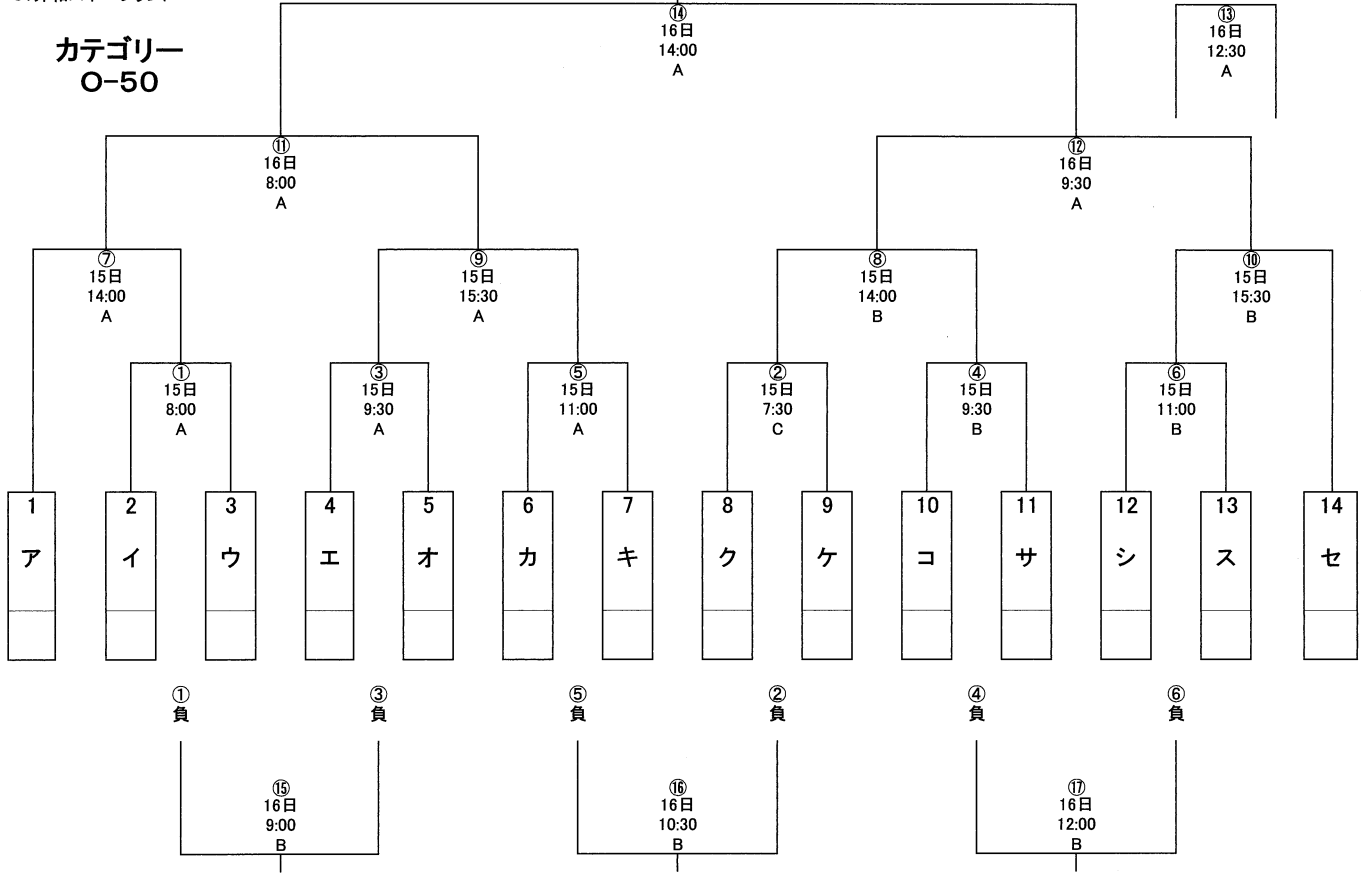 カテゴリー
O-50
⑭
16日
14:00
A
⑬
16日
12:30
A
⑪
16日
8:00
A
⑫
16日
9:30
A
⑦
15日
14:00
A
⑨
15日
15:30
A
⑧
15日
14:00
B
⑩
15日
15:30
B
①
15日
8:00
A
③
15日
9:30
A
⑤
15日
11:00
A
②
15日
7:30
C
④
15日
9:30
B
⑥
15日
11:00
B
1
ア
2
イ
3
ウ
4
エ
5
オ
6
カ
7
キ
8
ク
9
ケ
10
コ
11
サ
12
シ
13
ス
14
セ
①
負
③
負
⑤
負
②
負
④
負
⑥
負
⑮
16日
9:00
B
⑯
16日
10:30
B
⑰
16日
12:00
B